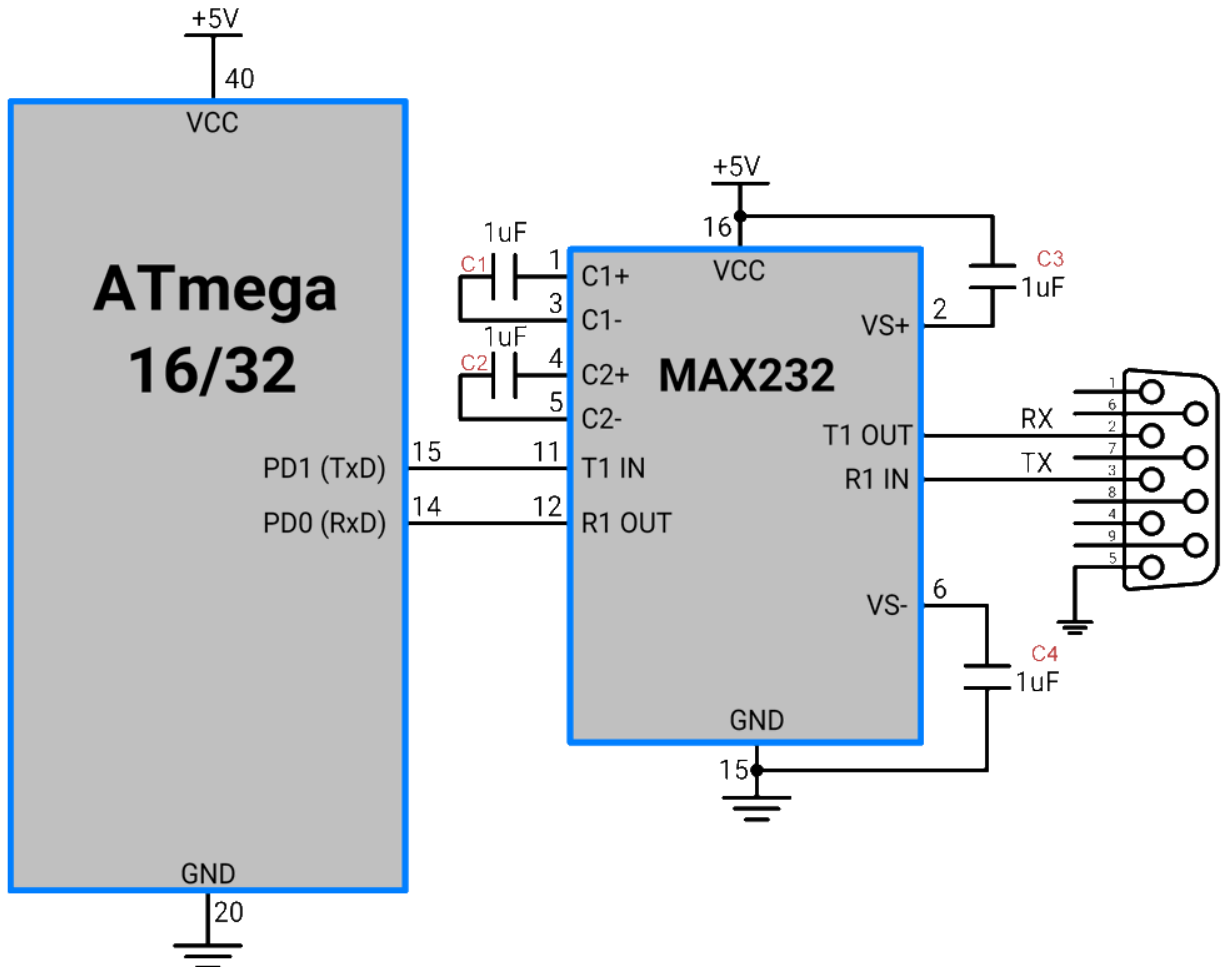 +5V
40
VCC
ATmega
16/32
PD1 (TxD)
15
PD0 (RxD)
14
GND
20
1uF
C1
1
C1+
3
C1-
1uF
C2
4
C2+
5
C2-
11
T1 IN
12
R1 OUT
+5V
16
VCC
MAX232
C3
1uF
2
VS+
T1 OUT
RX
R1 IN
TX
VS-
6
C4
1uF
GND
15
1
6
2
7
3
8
4
9
5